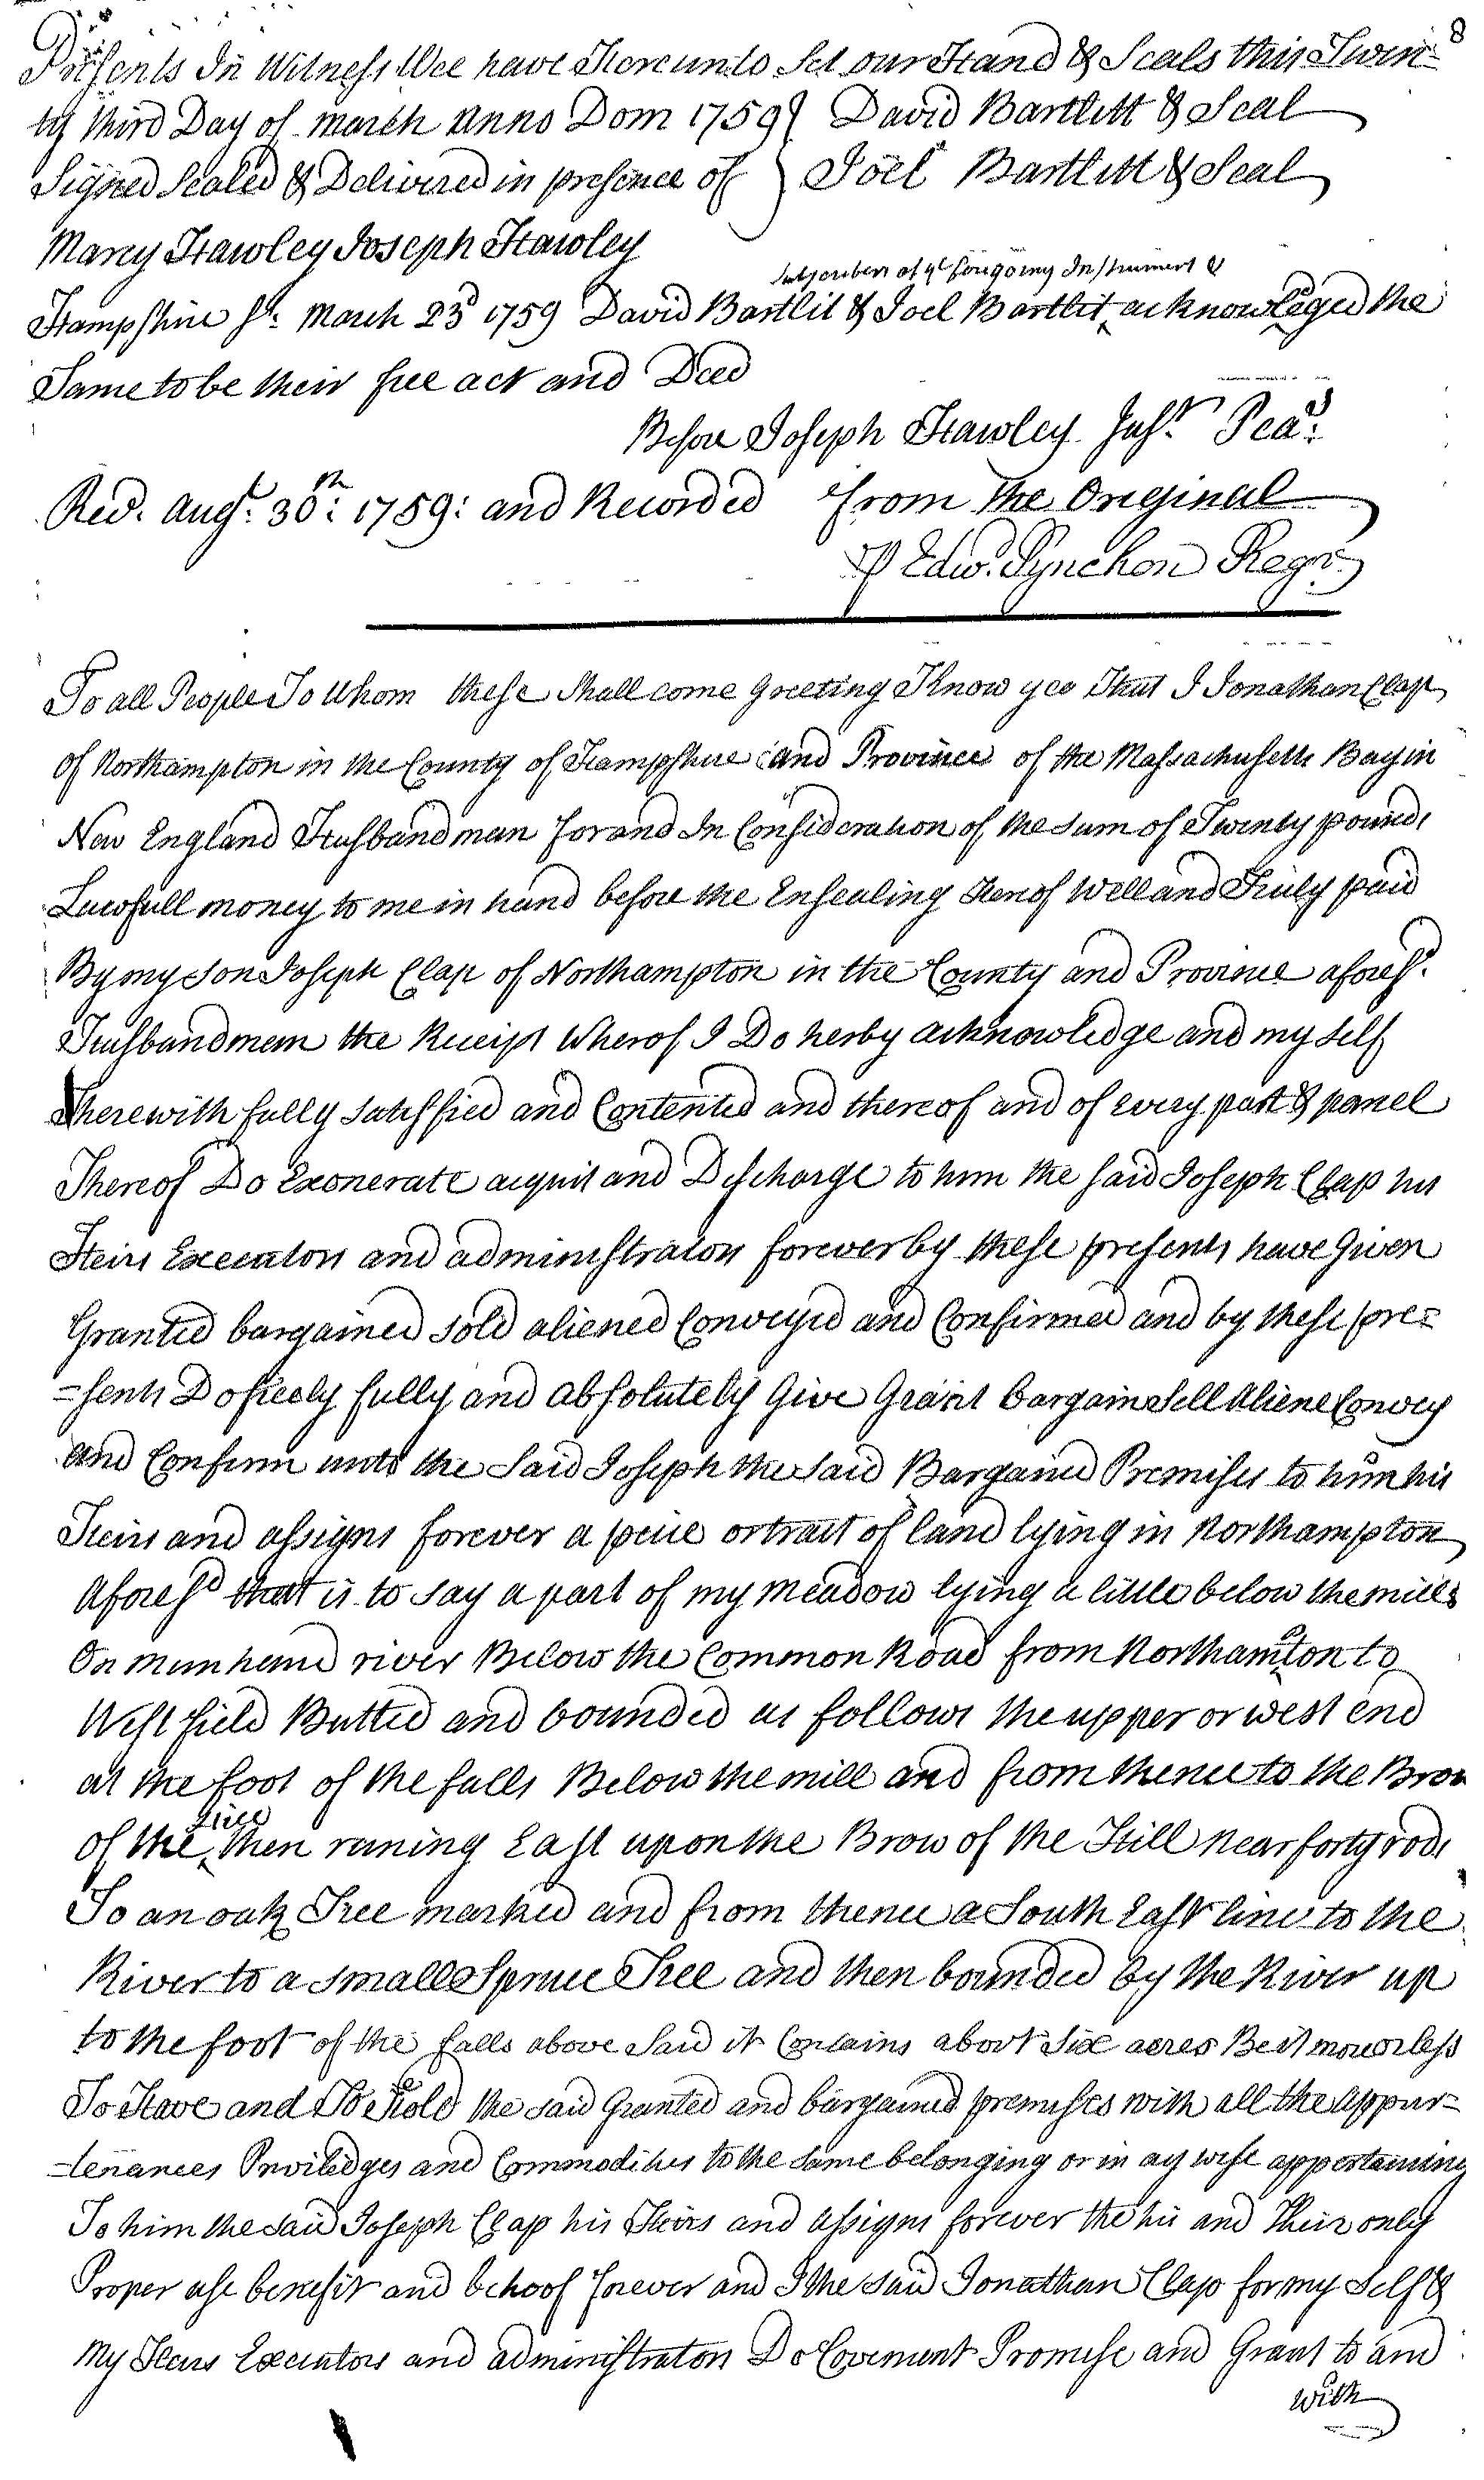 8
Presents In Witness Wee have Hereunto Set our Hand & Seals this Twen=
ty third Day of march anno Dom 1759 } David Bartlitt & Seal
Signed Sealed & Delivered in presence of } Joel Bartlitt & Seal
Mary Hawley Joseph Hawley
Subscribers of ye. foregoing Instrument &
Hampshire Ss: March 23d 1759 David Bartlit & Joel Bartlit ^ acknowledged the
Same to be their free act and Deed
Before Joseph Hawley Just. Peas:
Recd. augt. 30th: 1759: and Recorded from The Original
P Edwd. Pynchon Regr.
To all People To Whom these Shall come Greeting Know yee That I Jonathan Clap
of Northampton in the County of Hampshire and Province of the Massachusetts Bay in
New England Husbandman for and In Consideration of the Sum of Twenty pounds
Lawfull money to me in hand before the Ensealing thereof Well and Truly paid
By my Son Joseph Clap of Northampton in the County and Province aforesd.
Husbandman the Receipt Wherof I Do herby acknowledge and my Self
Therewith fully Satissfied and Contented and thereof and of every part & parcel
Thereof Do Exonerate acquit and Discharge to him the said Joseph Clap his
Heirs Executors and administrators forever by these presents have Given
Granted bargained Sold aliened Conveyed and Confirmed and by these pre=
=sents Do freely fully and absolutely Give Grant bargain Sell Aliene Convey
and Confirm unto the Said Joseph the Said Bargained Premises to him his
Heirs and assigns forever a peice or tract of land lying in Northampton
Aforesd that is to say a part of my meadow lying a little below the mills
On munhand river Below the Common Road from Northamton to
Westfield Butted and bounded as follows the upper or west end
at the foot of the falls Below the mill and from thence to the Brow
of the ^ Hill then runing East upon the Brow of the Hill near forty rods
To an oak Tree marked and from thence a South East line to the
River to a Small Spruce Tree and then bounded by the River up
to the foot of the falls above Said it Contains about Six acres Be it more or less
To Have and To Hold the said Granted and bargained premises with all the appur=
=tenances Priviledges and Commodities to the Same belonging or in ay wise appertaining
To him the said Joseph Clap his Heirs and assigns forever the his and Their only
Proper use benefit and behoof forever and I the said Jonathan Clap for my Self &
my Heirs Executors and administrators Do Covenant Promise and Grant to and
with